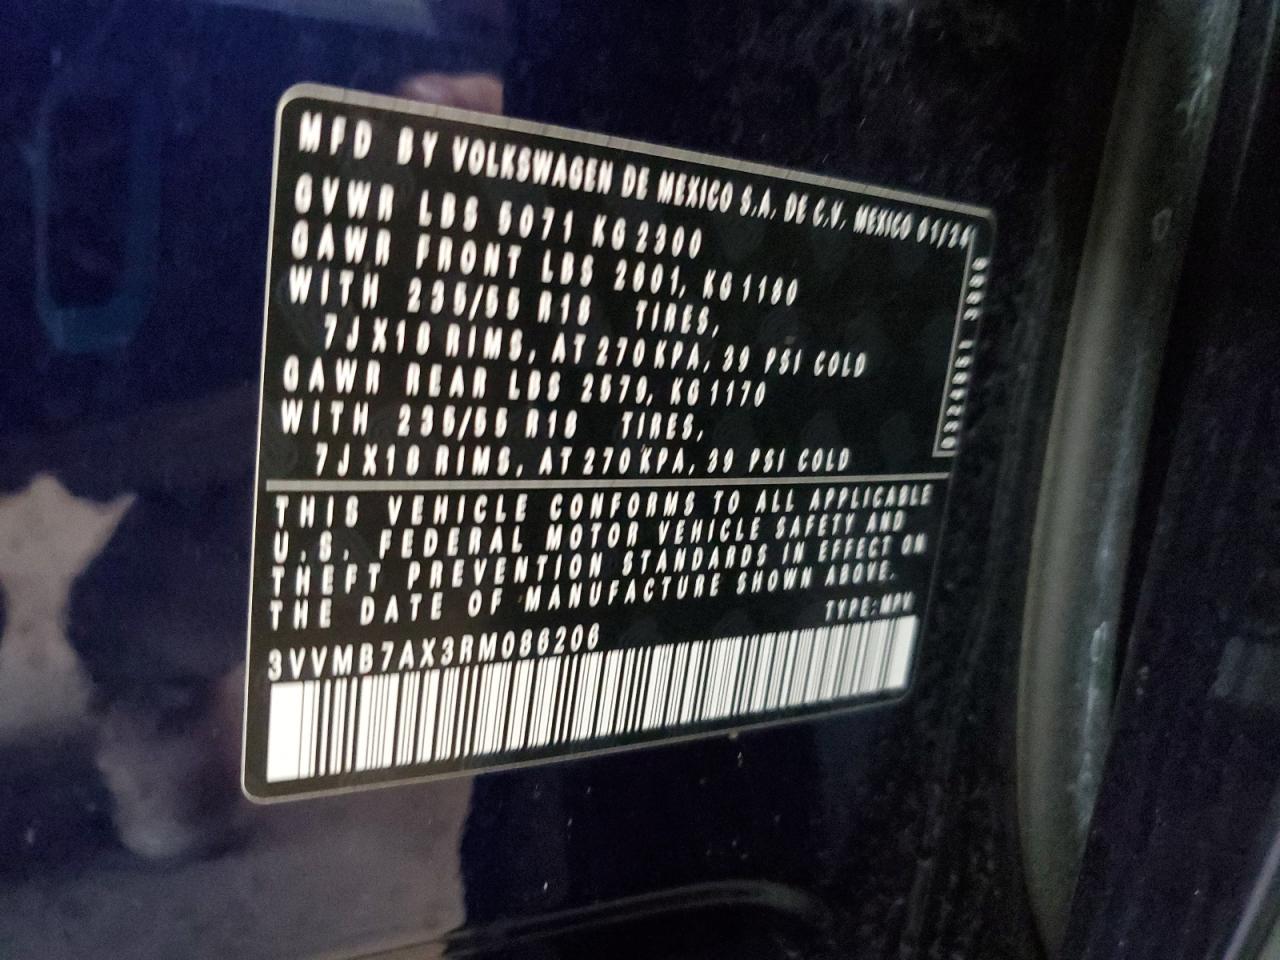 MFD BY VOLKSWAGEN DE MEXICO S.A. DE C.V. MEXICO 01/24
GVWR LBS 5071 KG 2300
GAWR FRONT LBS 2601, KG 1180
WITH 235/55 R18 TIRES,
7J X18 RIMS, AT 270 KPA, 39 PSI COLD
GAWR REAR LBS 2579, KG 1170
WITH 235/55 R18 TIRES,
7J X18 RIMS, AT 270 KPA, 39 PSI COLD
THIS VEHICLE CONFORMS TO ALL APPLICABLE
U.S. FEDERAL MOTOR VEHICLE SAFETY AND
THEFT PREVENTION STANDARDS IN EFFECT ON
THE DATE OF MANUFACTURE SHOWN ABOVE.
TYPE: MPV
3VVMB7AX3RM086206